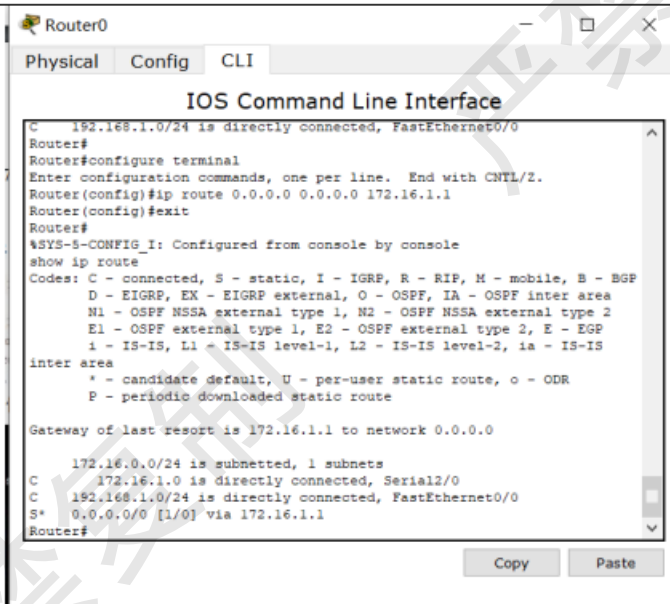 Router0
Physical Config CLI
IOS Command Line Interface
C 192.168.1.0/24 is directly connected, FastEthernet0/0
Router#
Router#configure terminal
Enter configuration commands, one per line. End with CNTL/Z.
Router(config)#ip route 0.0.0.0 0.0.0.0 172.16.1.1
Router(config)#exit
Router#
%SYS-5-CONFIG_I: Configured from console by console
show ip route
Codes: C - connected, S - static, I - IGRP, R - RIP, M - mobile, B - BGP
D - EIGRP, EX - EIGRP external, O - OSPF, IA - OSPF inter area
N1 - OSPF NSSA external type 1, N2 - OSPF NSSA external type 2
E1 - OSPF external type 1, E2 - OSPF external type 2, E - EGP
i - IS-IS, L1 - IS-IS level-1, L2 - IS-IS level-2, ia - IS-IS
inter area
* - candidate default, U - per-user static route, o - ODR
P - periodic downloaded static route
Gateway of last resort is 172.16.1.1 to network 0.0.0.0
172.16.0.0/24 is subnetted, 1 subnets
C 172.16.1.0 is directly connected, Serial2/0
C 192.168.1.0/24 is directly connected, FastEthernet0/0
S* 0.0.0.0/0 [1/0] via 172.16.1.1
Router#
Copy Paste
严禁
禁复制